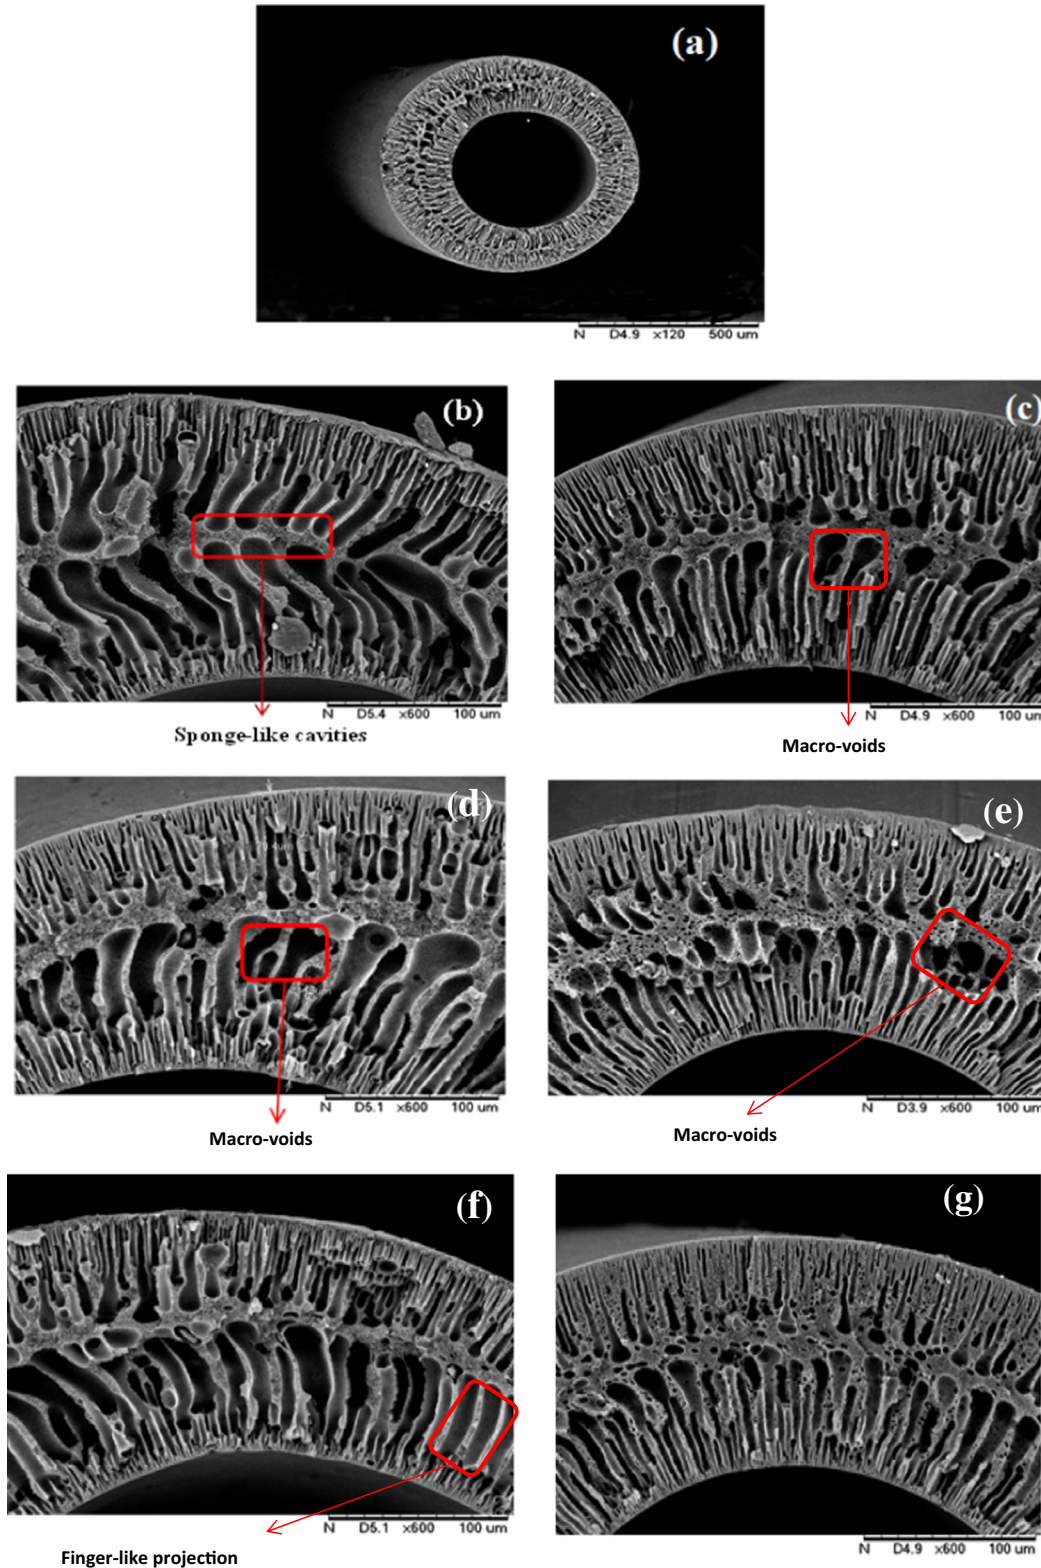 (a)
N D4.9 x120 500 um
(b)
N D5.4 x600 100 um
Sponge-like cavities
(c)
N D4.9 x600 100 um
Macro-voids
(d)
N D5.1 x600 100 um
Macro-voids
(e)
N D3.9 x600 100 um
Macro-voids
(f)
N D5.1 x600 100 um
Finger-like projection
(g)
N D4.9 x600 100 um